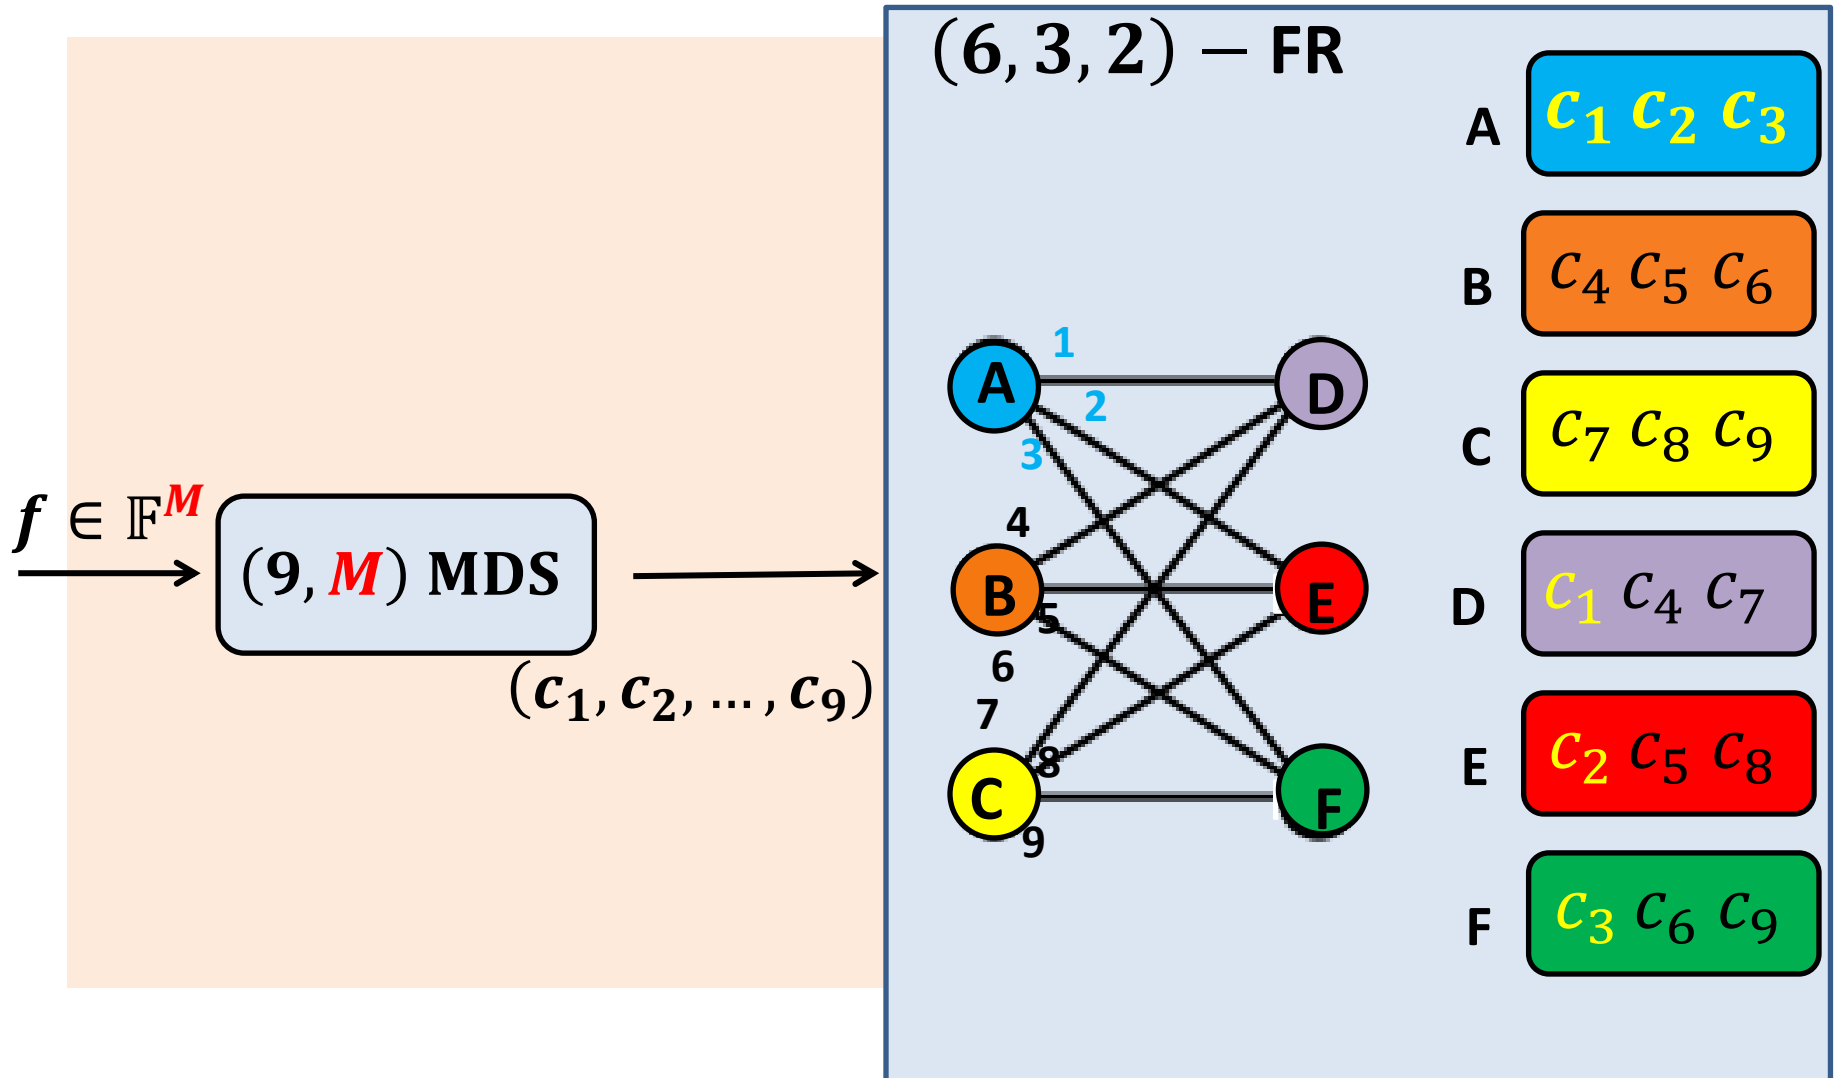 (6, 3, 2) – FR
f ∈ 𝔽^M
(9, M) MDS
(c₁, c₂, …, c₉)
A
1
2
3
D
B
4
5
6
E
C
7
8
9
F
A c₁ c₂ c₃
B c₄ c₅ c₆
C c₇ c₈ c₉
D c₁ c₄ c₇
E c₂ c₅ c₈
F c₃ c₆ c₉